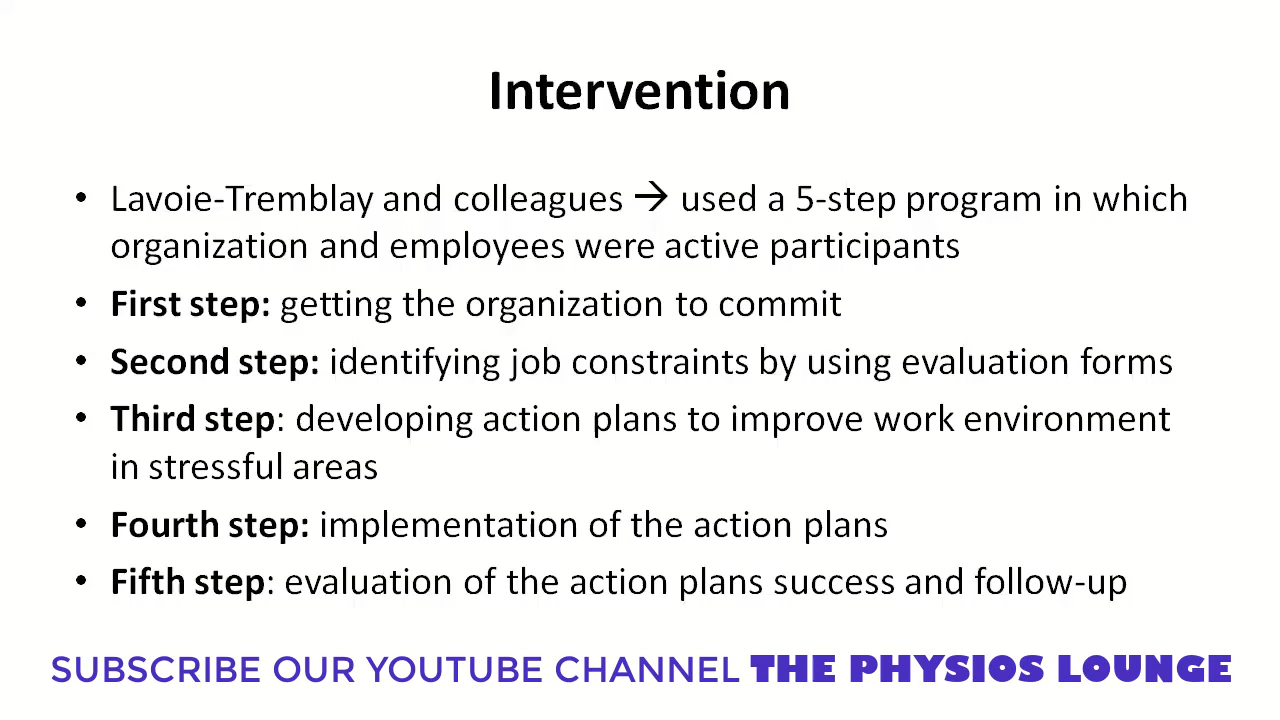 Intervention
• Lavoie-Tremblay and colleagues → used a 5-step program in which
organization and employees were active participants
• First step: getting the organization to commit
• Second step: identifying job constraints by using evaluation forms
• Third step: developing action plans to improve work environment
in stressful areas
• Fourth step: implementation of the action plans
• Fifth step: evaluation of the action plans success and follow-up
SUBSCRIBE OUR YOUTUBE CHANNEL THE PHYSIOS LOUNGE